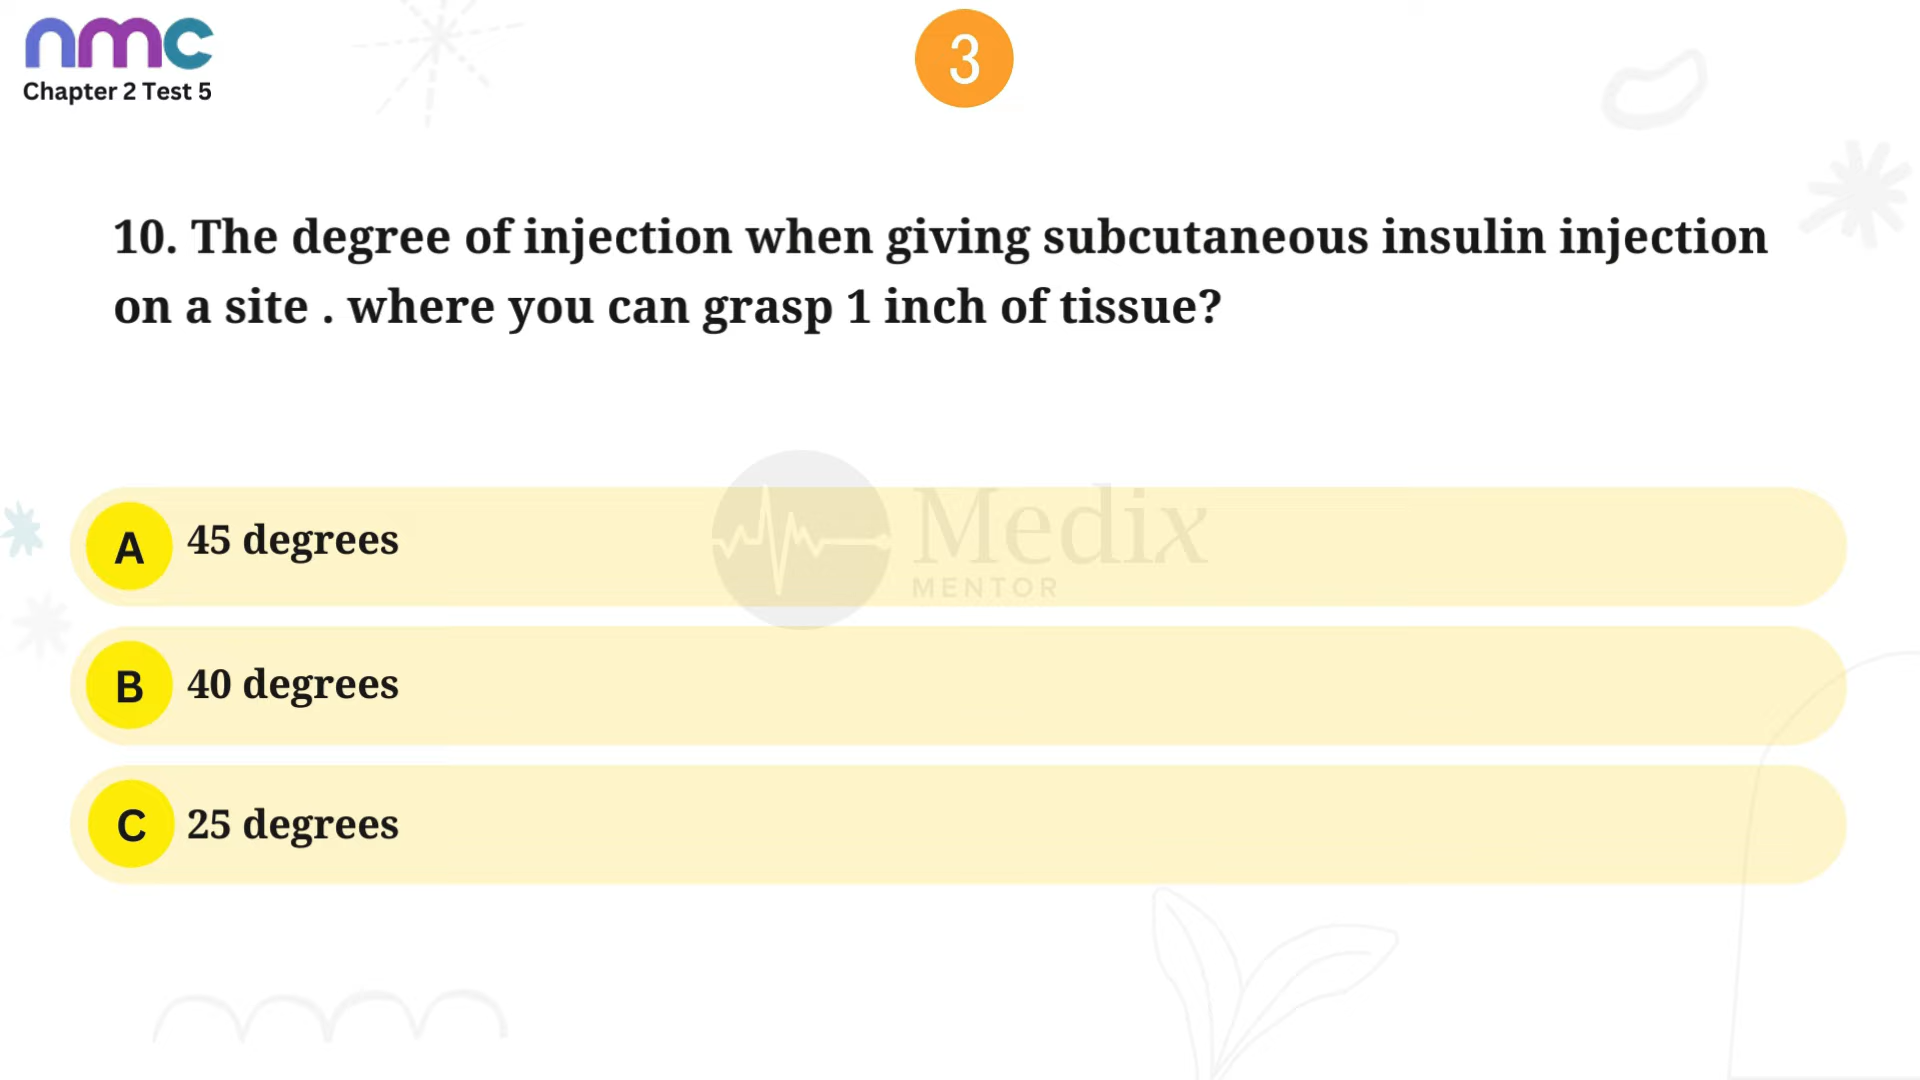 nmc
Chapter 2 Test 5
3
10. The degree of injection when giving subcutaneous insulin injection
on a site . where you can grasp 1 inch of tissue?
Medix
MENTOR
A 45 degrees
B 40 degrees
C 25 degrees